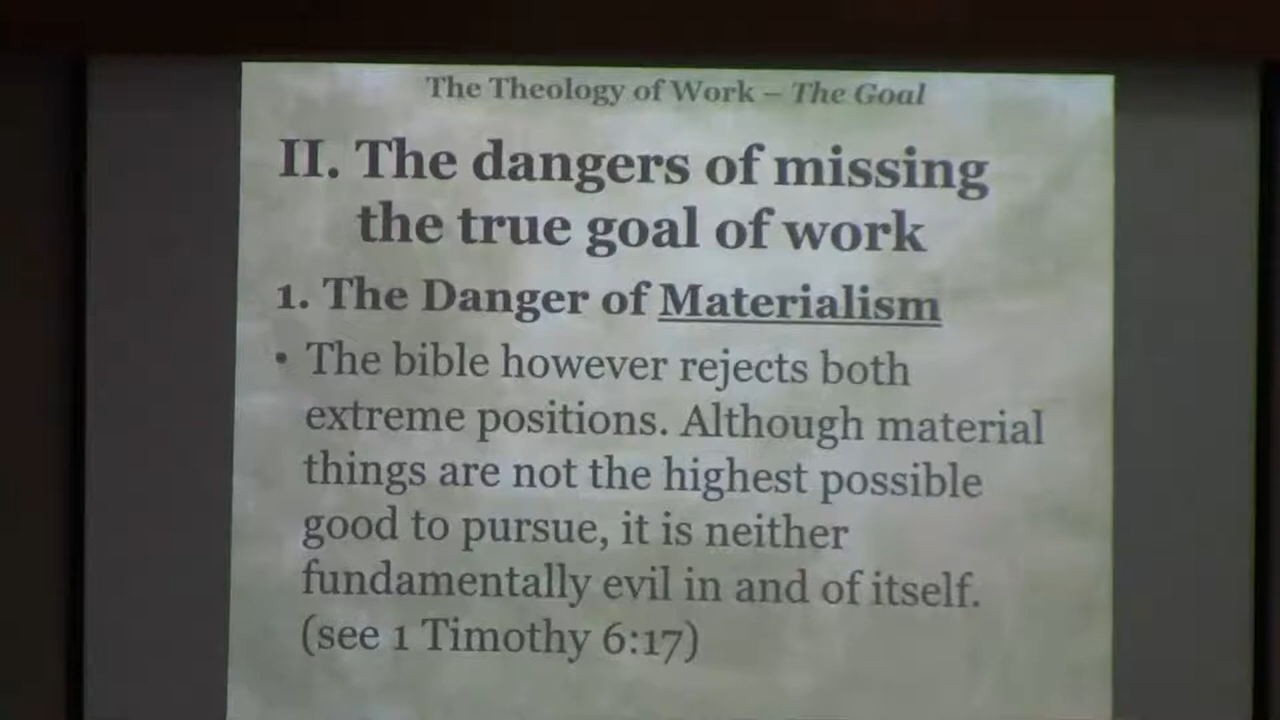 The Theology of Work – The Goal
II. The dangers of missing
the true goal of work
1. The Danger of Materialism
• The bible however rejects both
extreme positions. Although material
things are not the highest possible
good to pursue, it is neither
fundamentally evil in and of itself.
(see 1 Timothy 6:17)